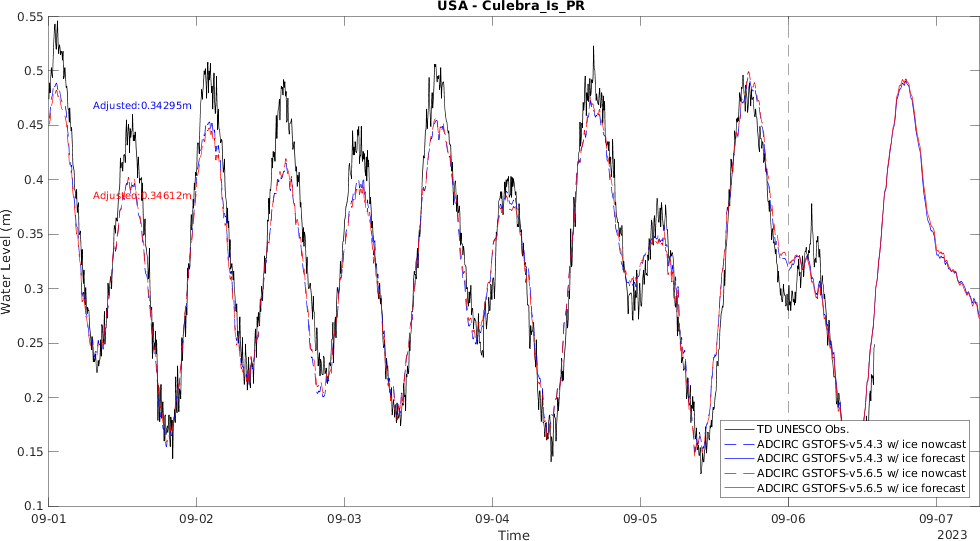 USA - Culebra_Is_PR
0.55
0.5
0.45
0.4
0.35
0.3
0.25
0.2
0.15
0.1
Water Level (m)
Adjusted:0.34295m
Adjusted:0.34612m
TD UNESCO Obs.
ADCIRC GSTOFS-v5.4.3 w/ ice nowcast
ADCIRC GSTOFS-v5.4.3 w/ ice forecast
ADCIRC GSTOFS-v5.6.5 w/ ice nowcast
ADCIRC GSTOFS-v5.6.5 w/ ice forecast
09-01 09-02 09-03 09-04 09-05 09-06 09-07
Time
2023